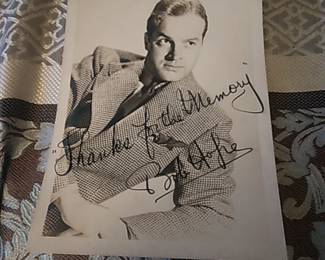 "Thanks for the Memory"
Bob Hope